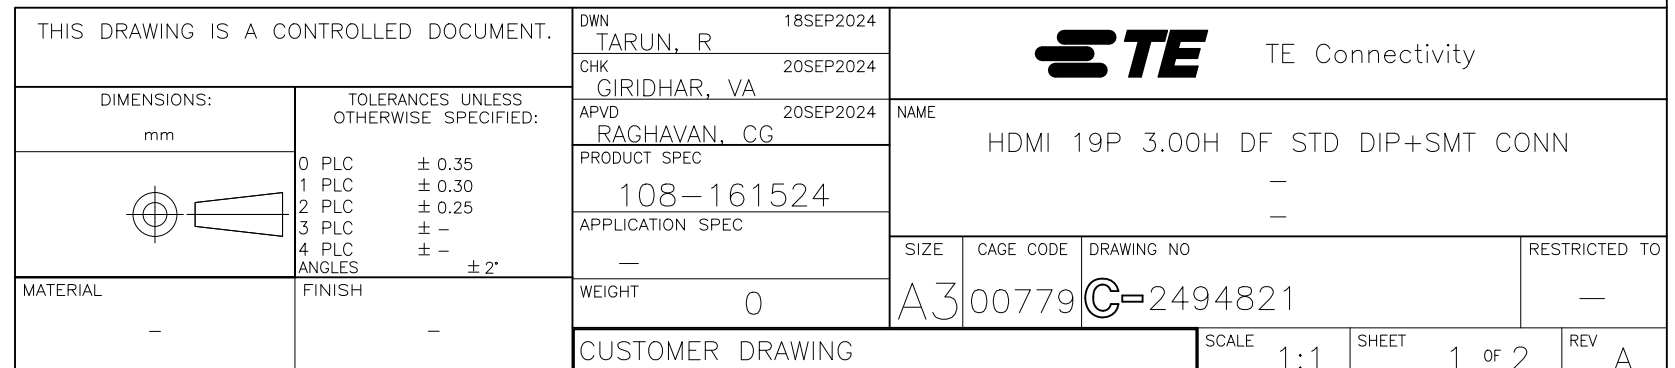 THIS DRAWING IS A CONTROLLED DOCUMENT.
DIMENSIONS:
mm
TOLERANCES UNLESS
OTHERWISE SPECIFIED:
0 PLC ± 0.35
1 PLC ± 0.30
2 PLC ± 0.25
3 PLC ± –
4 PLC ± –
ANGLES ± 2°
MATERIAL
–
FINISH
–
DWN 18SEP2024
TARUN, R
CHK 20SEP2024
GIRIDHAR, VA
APVD 20SEP2024
RAGHAVAN, CG
PRODUCT SPEC
108–161524
APPLICATION SPEC
–
WEIGHT 0
CUSTOMER DRAWING
TE TE Connectivity
NAME
HDMI 19P 3.00H DF STD DIP+SMT CONN
–
–
SIZE CAGE CODE DRAWING NO RESTRICTED TO
A3 00779 C–2494821 –
SCALE 1:1 SHEET 1 OF 2 REV A